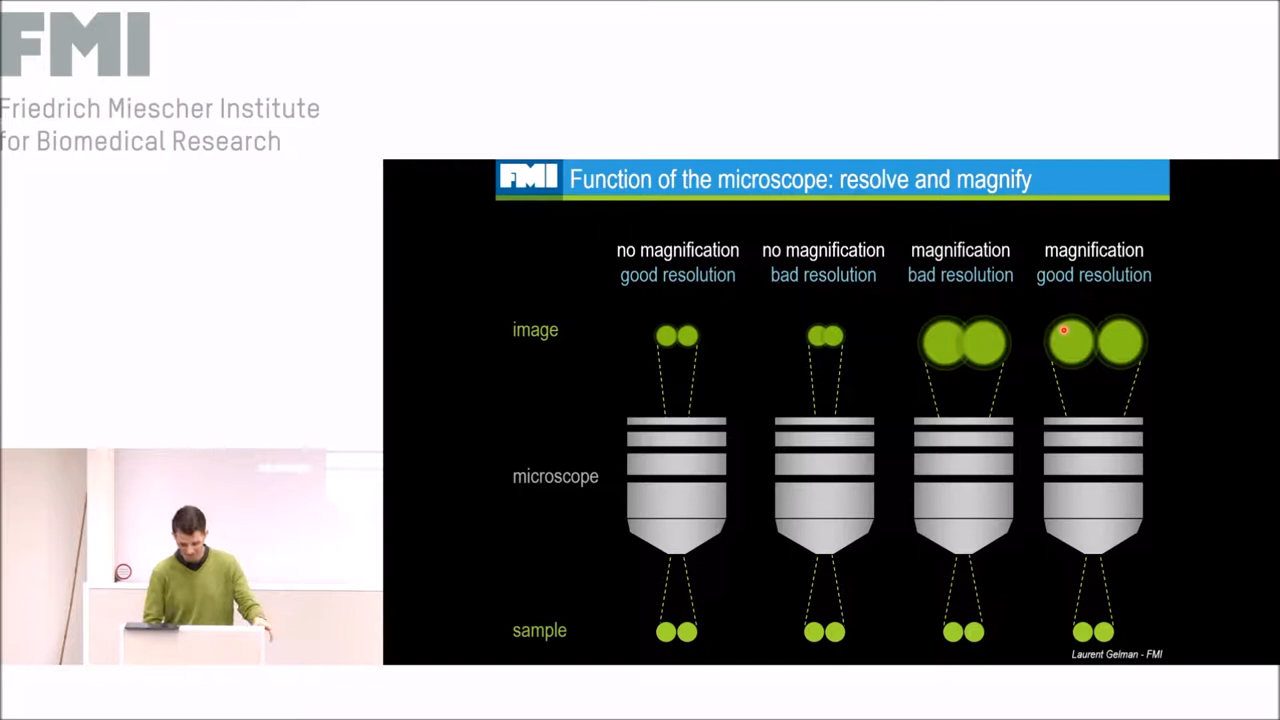 FMI
Friedrich Miescher Institute
for Biomedical Research
FMI Function of the microscope: resolve and magnify
no magnification no magnification magnification magnification
good resolution bad resolution bad resolution good resolution
image
microscope
sample
Laurent Gelman - FMI